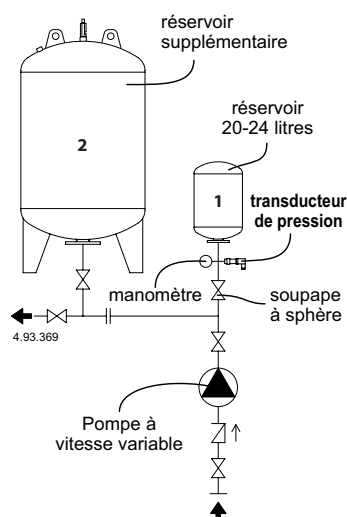 réservoir
supplémentaire
réservoir
20-24 litres
2
1
transducteur
de pression
manomètre
soupape
à sphère
4.93.369
Pompe à
vitesse variable